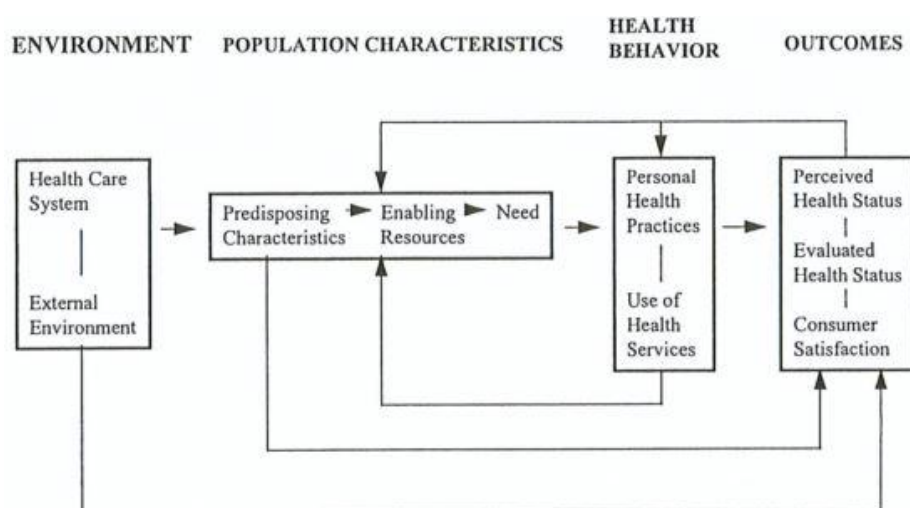 ENVIRONMENT
POPULATION CHARACTERISTICS
HEALTH
BEHAVIOR
OUTCOMES
Health Care
System
External
Environment
Predisposing
Characteristics
Enabling
Resources
Need
Personal
Health
Practices
Use of
Health
Services
Perceived
Health Status
Evaluated
Health Status
Consumer
Satisfaction